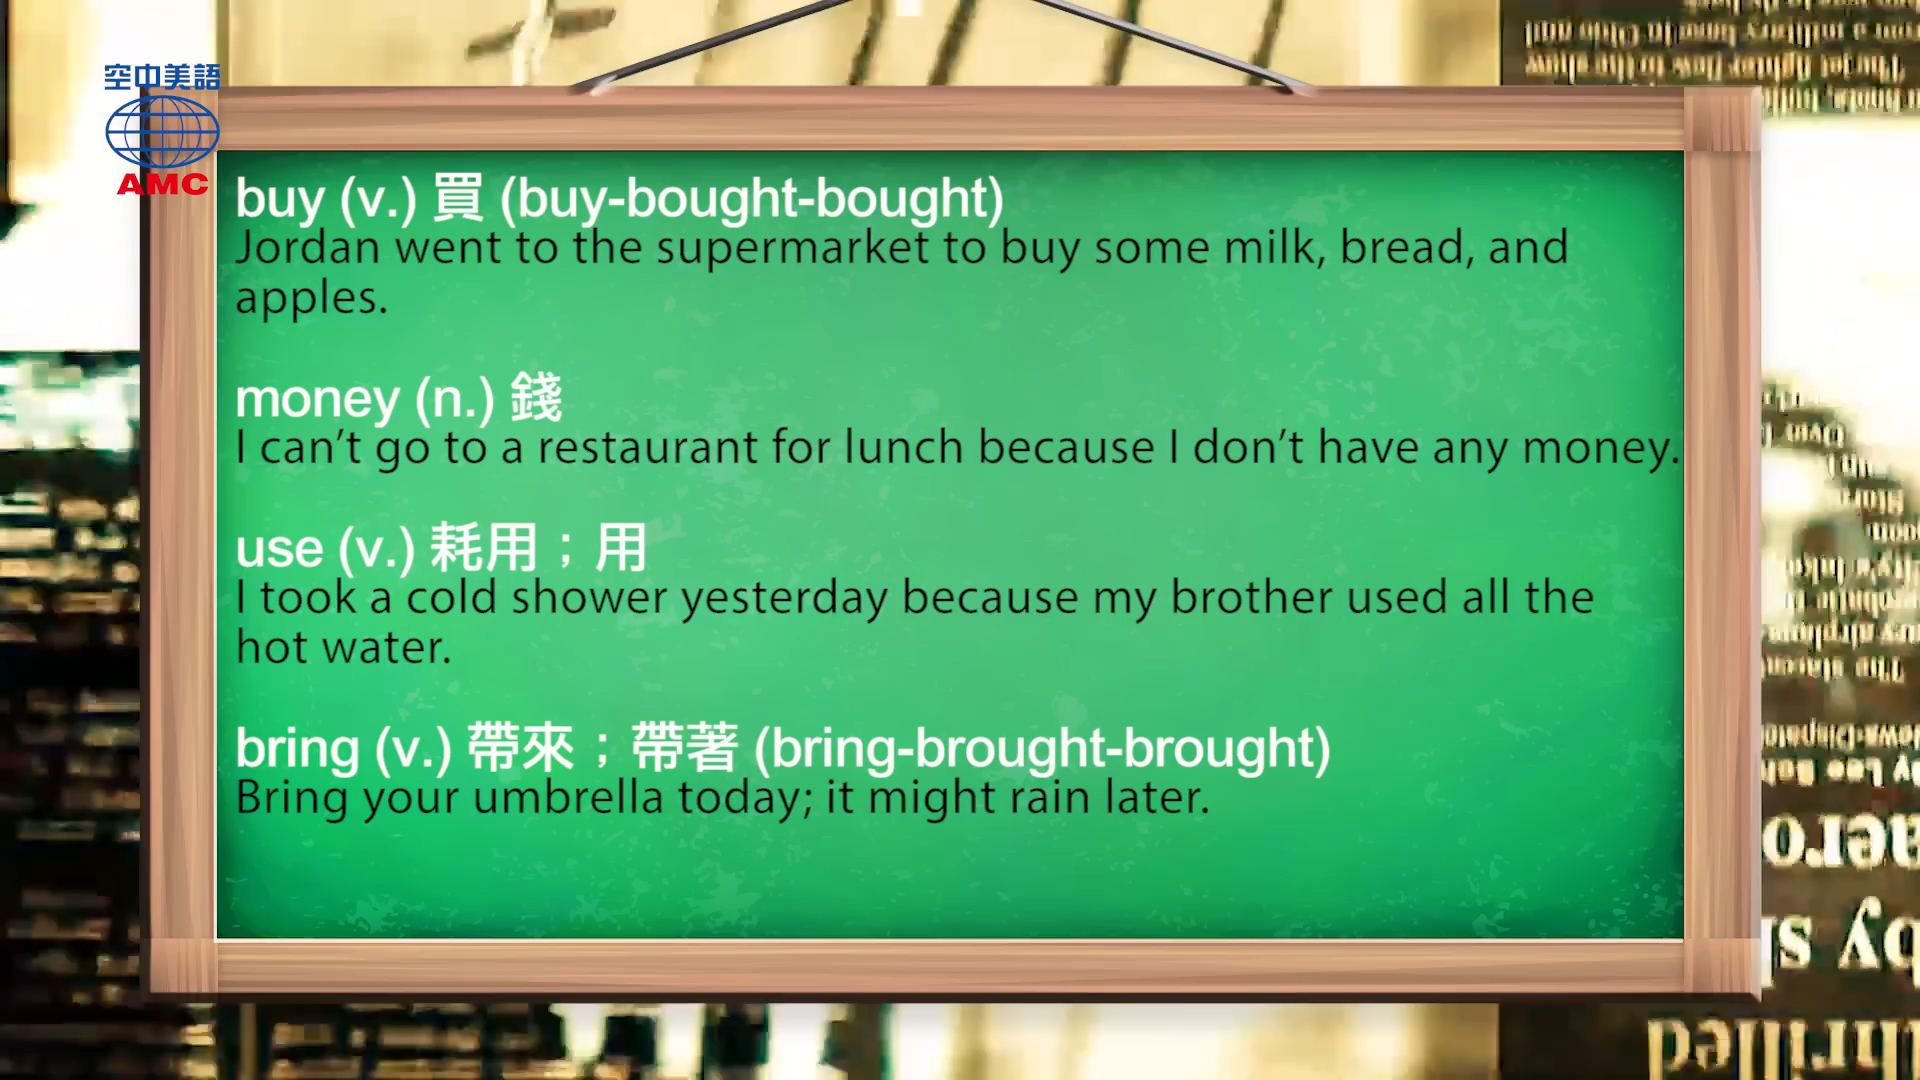 空中美語
AMC
buy (v.) 買 (buy-bought-bought)
Jordan went to the supermarket to buy some milk, bread, and
apples.
money (n.) 錢
I can’t go to a restaurant for lunch because I don’t have any money.
use (v.) 耗用；用
I took a cold shower yesterday because my brother used all the
hot water.
bring (v.) 帶來；帶著 (bring-brought-brought)
Bring your umbrella today; it might rain later.